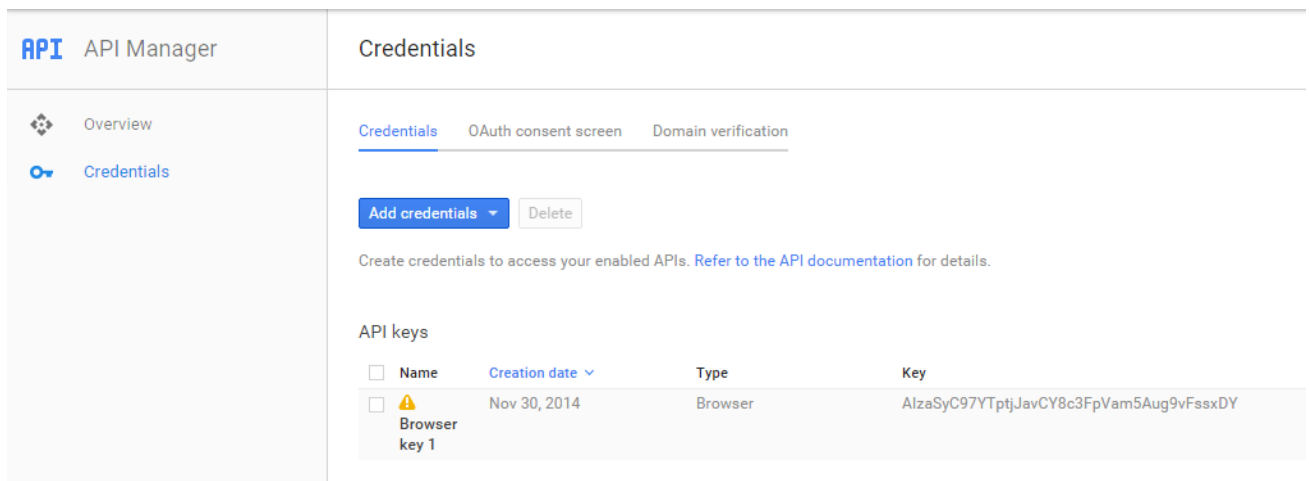 API API Manager
Credentials
Overview
Credentials
Credentials OAuth consent screen Domain verification
Add credentials Delete
Create credentials to access your enabled APIs. Refer to the API documentation for details.
API keys
Name Creation date Type Key
Browser key 1 Nov 30, 2014 Browser AIzaSyC97YTptjJavCY8c3FpVam5Aug9vFssxDY